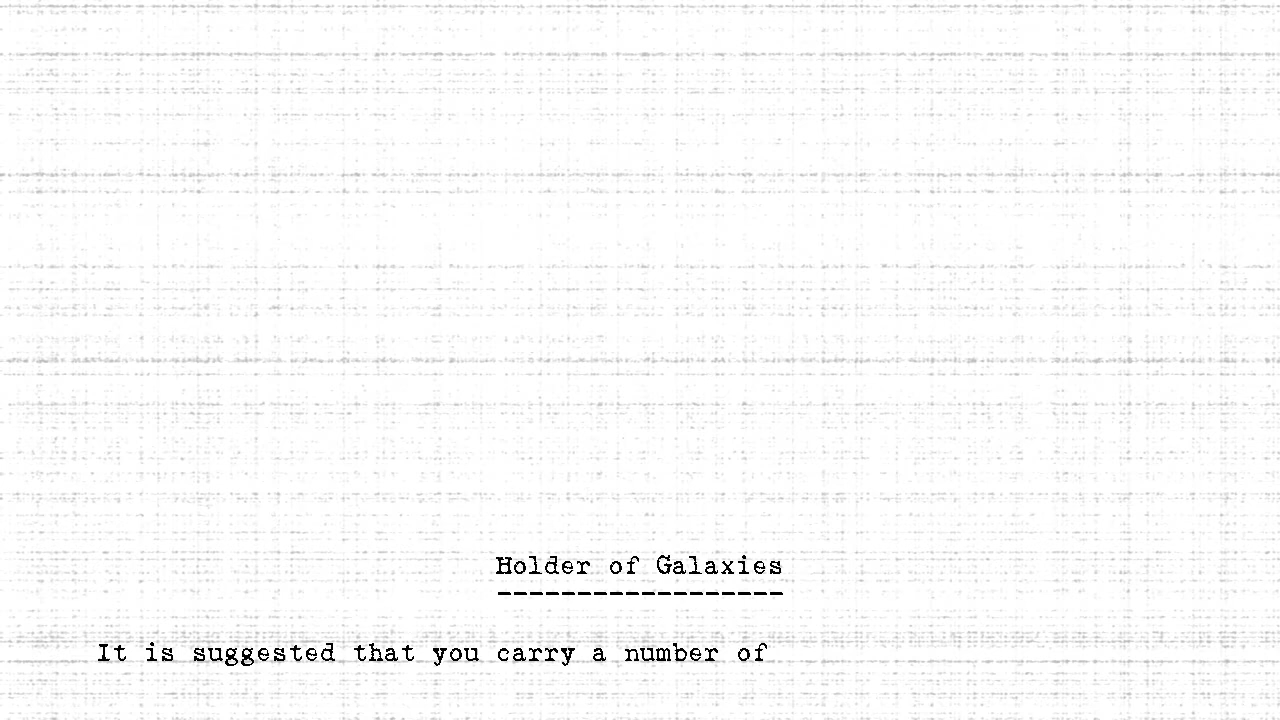 Holder of Galaxies
------------------
It is suggested that you carry a number of